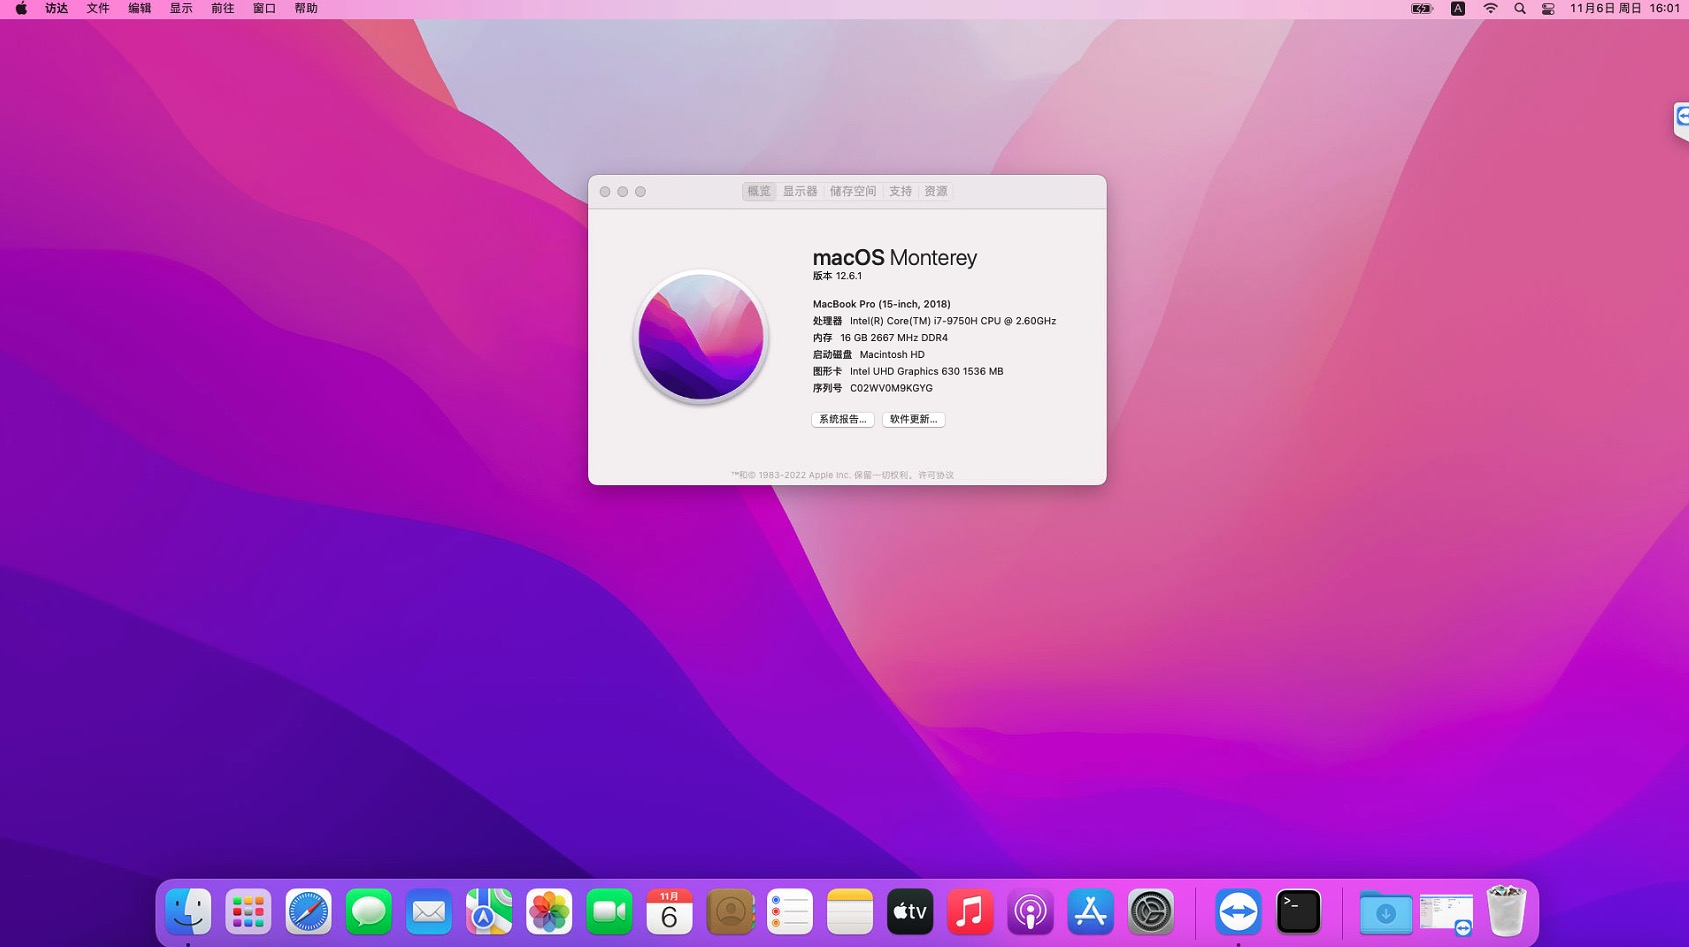 访达 文件 编辑 显示 前往 窗口 帮助 A 11月6日 周日 16:01
概览 显示器 储存空间 支持 资源
macOS Monterey
版本 12.6.1
MacBook Pro (15-inch, 2018)
处理器 Intel(R) Core(TM) i7-9750H CPU @ 2.60GHz
内存 16 GB 2667 MHz DDR4
启动磁盘 Macintosh HD
图形卡 Intel UHD Graphics 630 1536 MB
序列号 C02WV0M9KGYG
系统报告... 软件更新...
™和© 1983-2022 Apple Inc. 保留一切权利。许可协议
11月
6
tv
>_